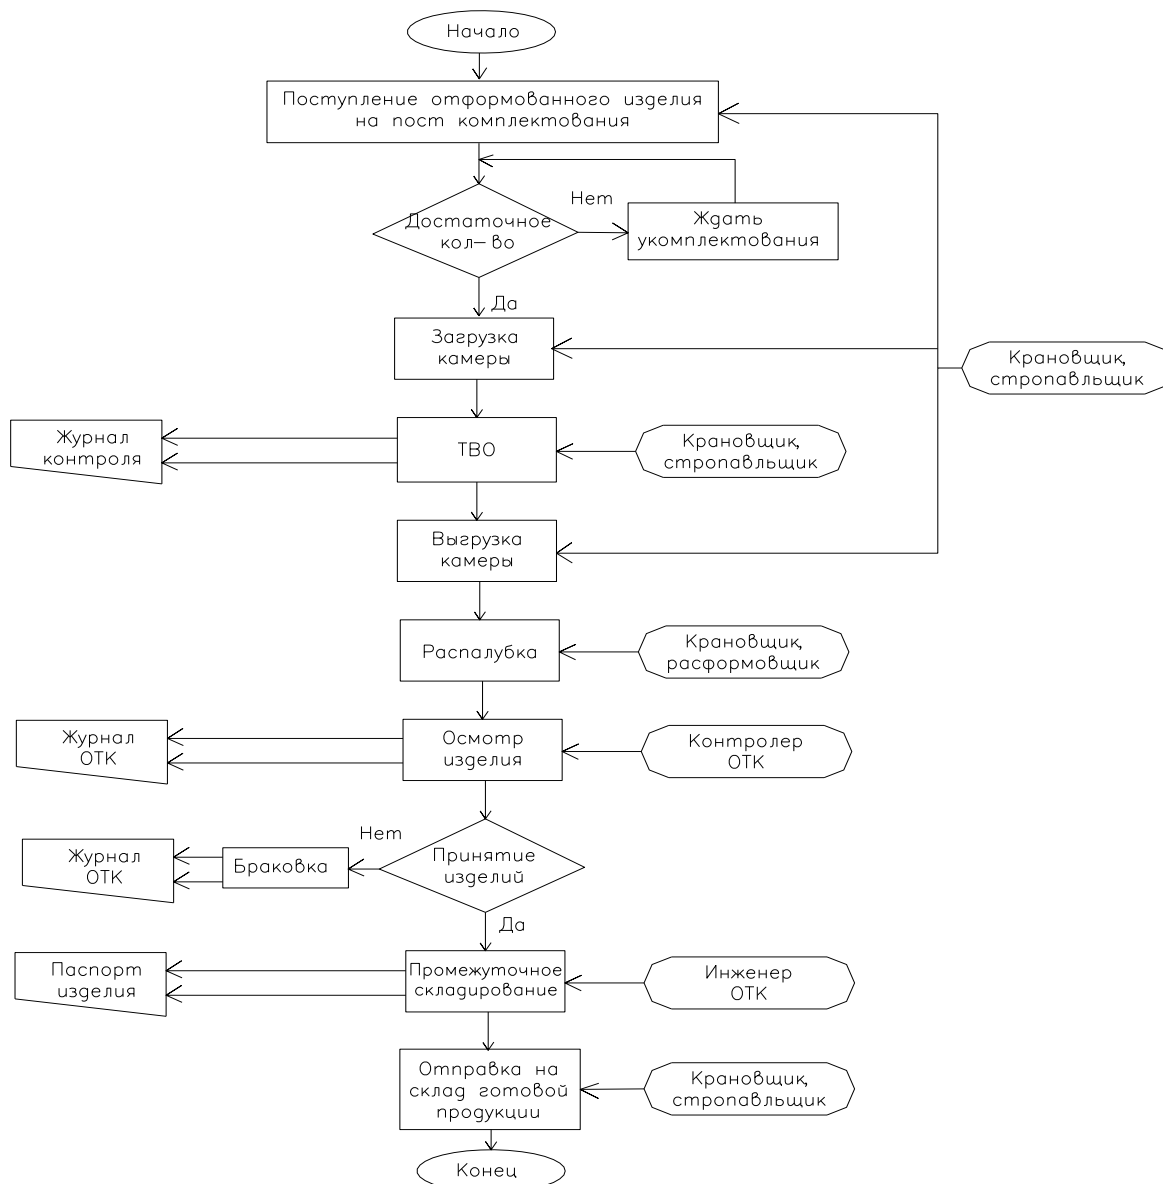 Начало
Поступление отформованного изделия
на пост комплектования
Нет
Достаточное
кол-во
Ждать
укомплектования
Да
Загрузка
камеры
Крановщик,
стропавльщик
Журнал
контроля
ТВО
Крановщик,
стропавльщик
Выгрузка
камеры
Распалубка
Крановщик,
расформовщик
Журнал
ОТК
Осмотр
изделия
Контролер
ОТК
Нет
Журнал
ОТК
Браковка
Принятие
изделий
Да
Паспорт
изделия
Промежуточное
складирование
Инженер
ОТК
Отправка на
склад готовой
продукции
Крановщик,
стропавльщик
Конец